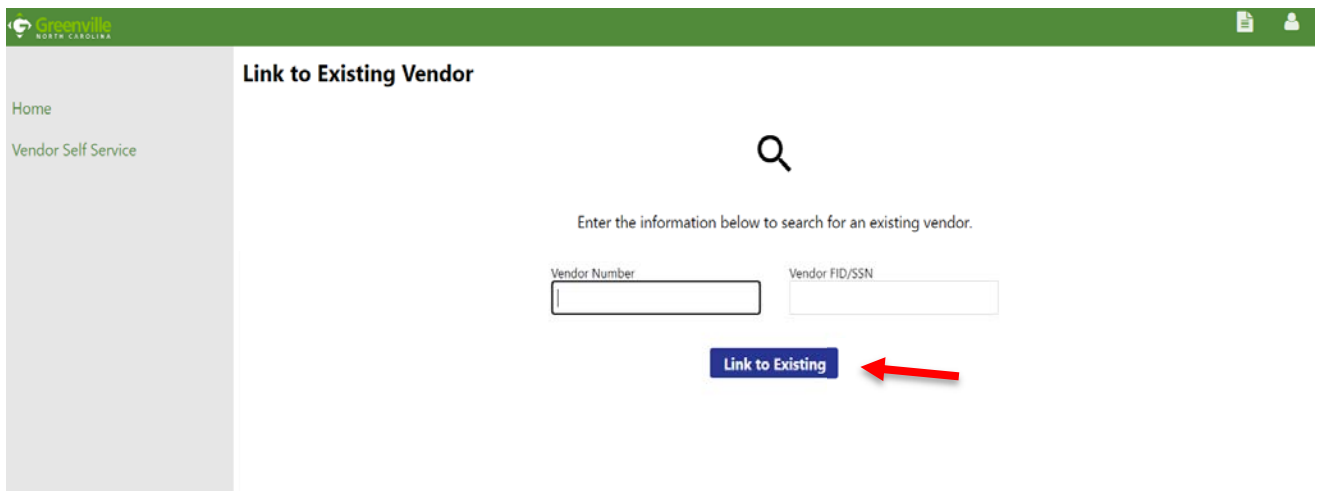 Greenville
NORTH CAROLINA
Link to Existing Vendor
Home
Vendor Self Service
Enter the information below to search for an existing vendor.
Vendor Number
Vendor FID/SSN
Link to Existing